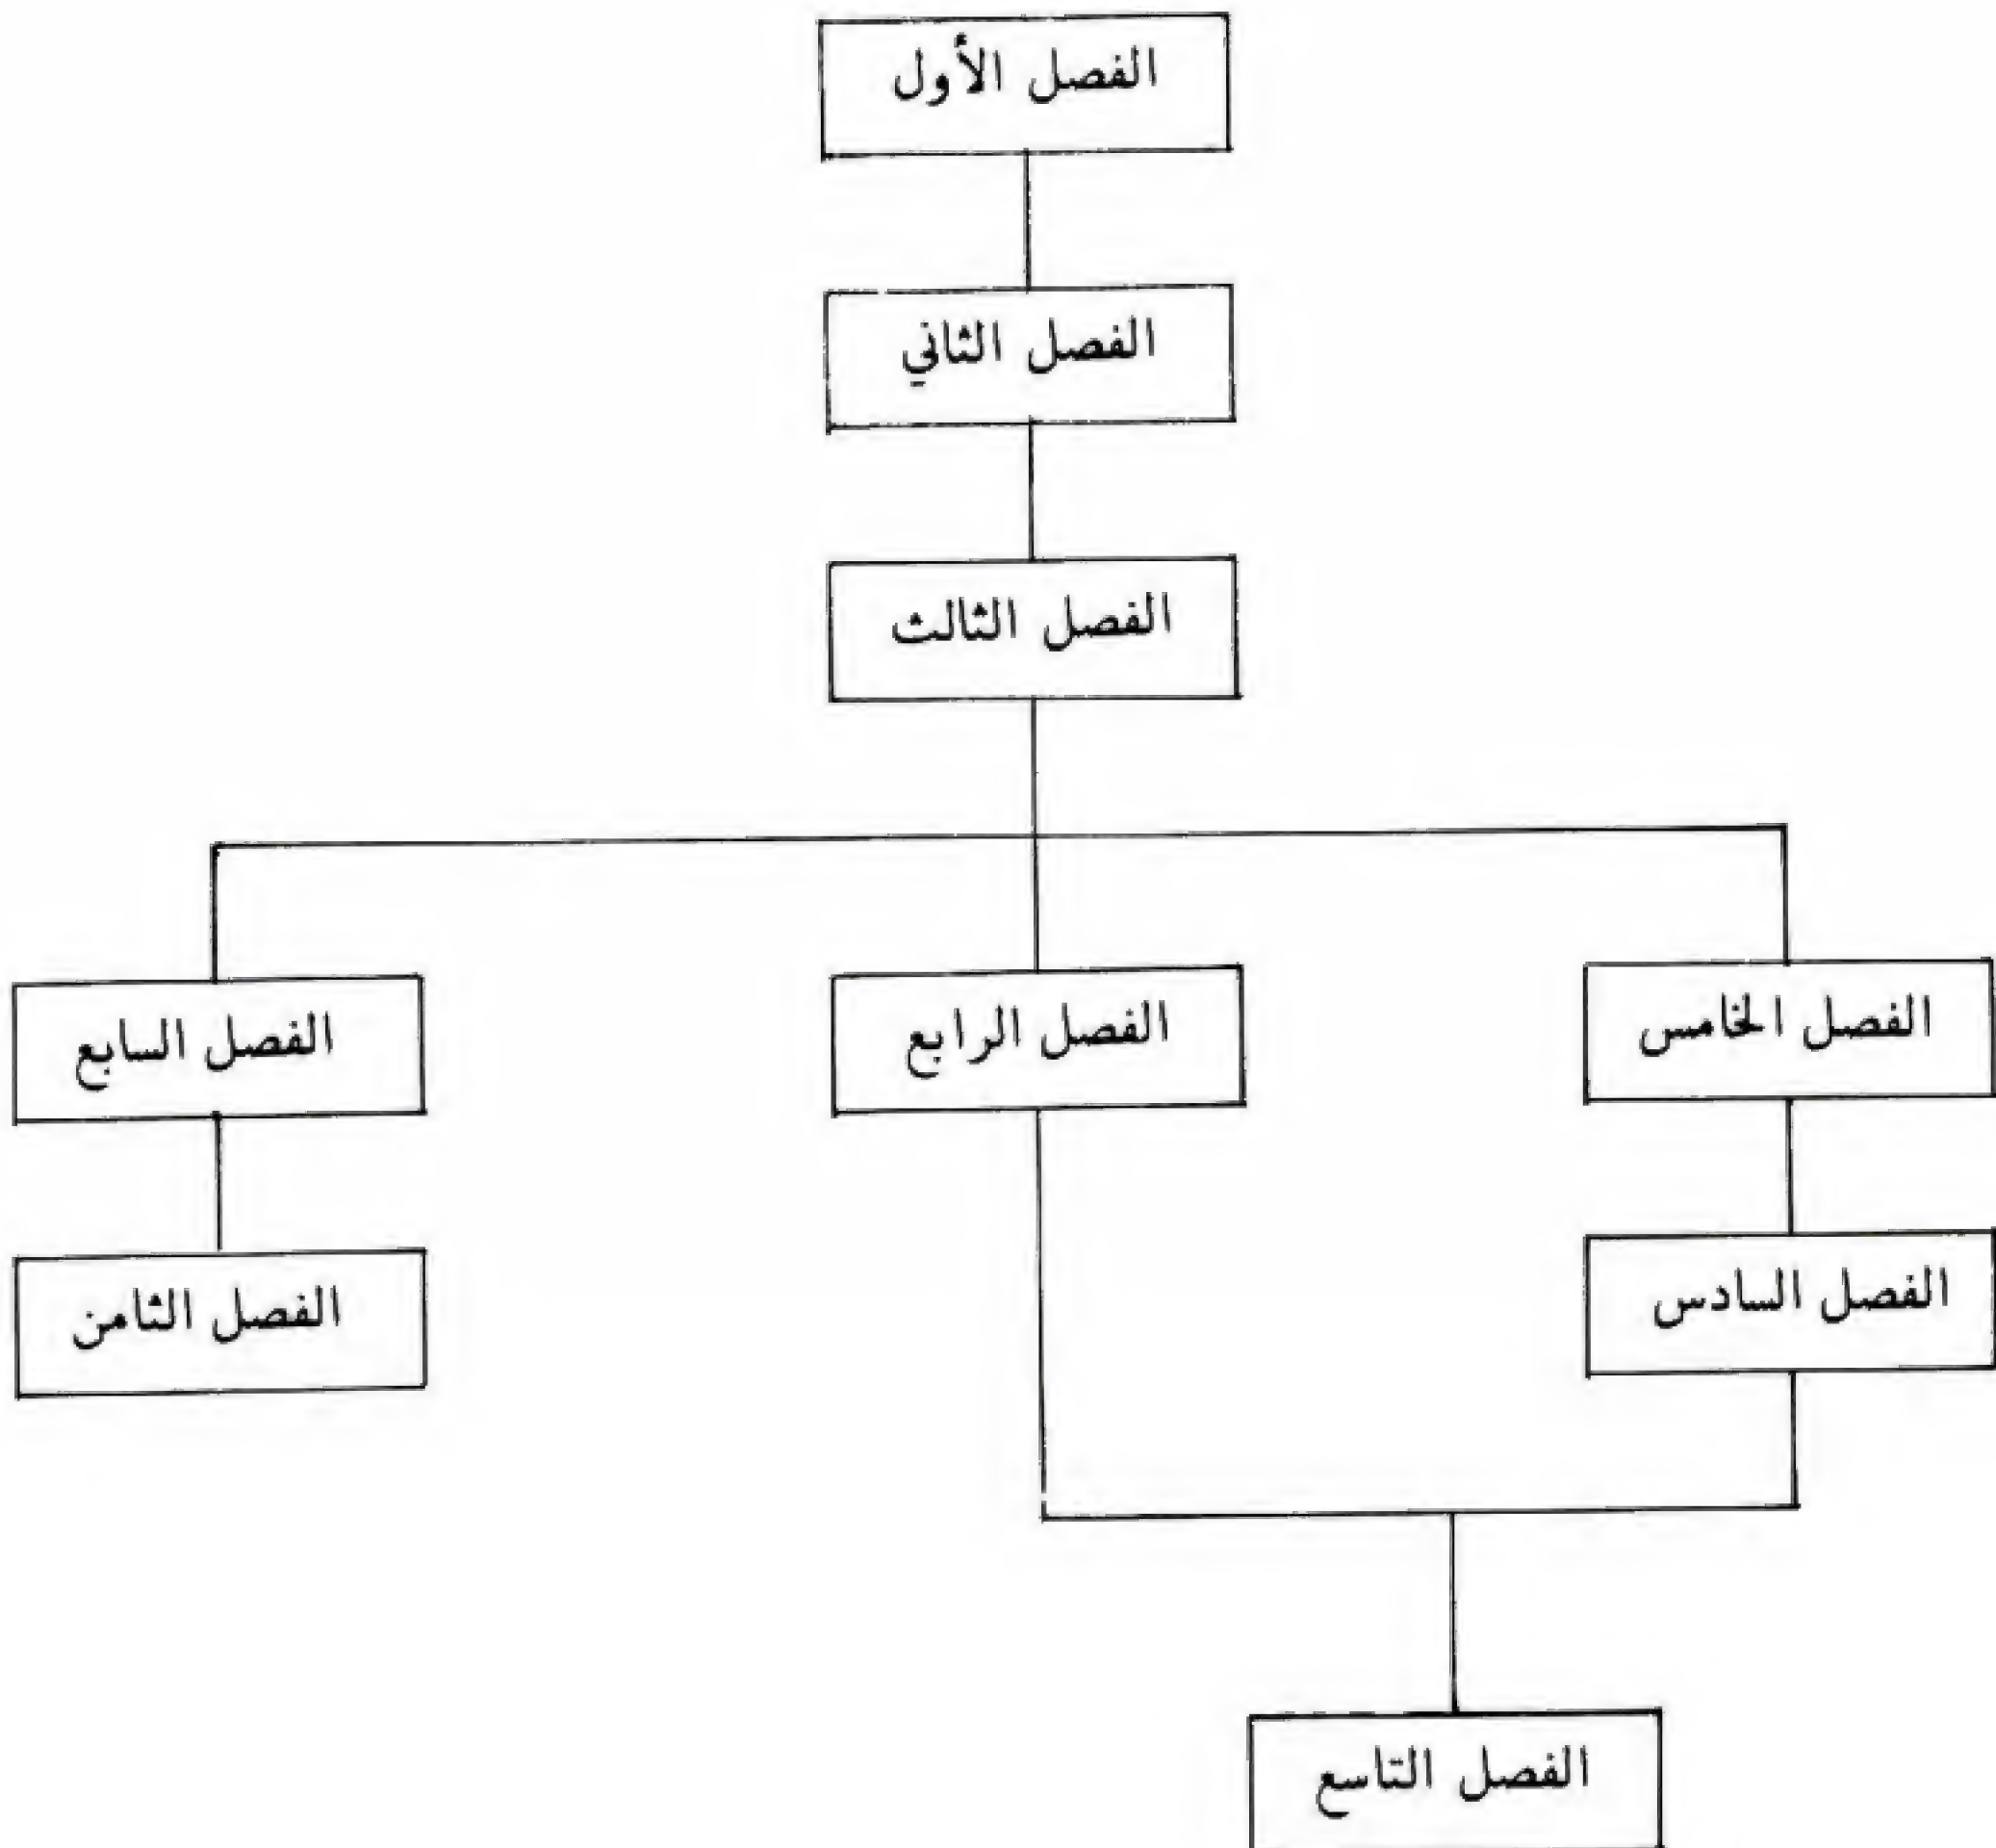 الفصل الأول
الفصل الثاني
الفصل الثالث
الفصل الخامس
الفصل الرابع
الفصل السابع
الفصل السادس
الفصل الثامن
الفصل التاسع